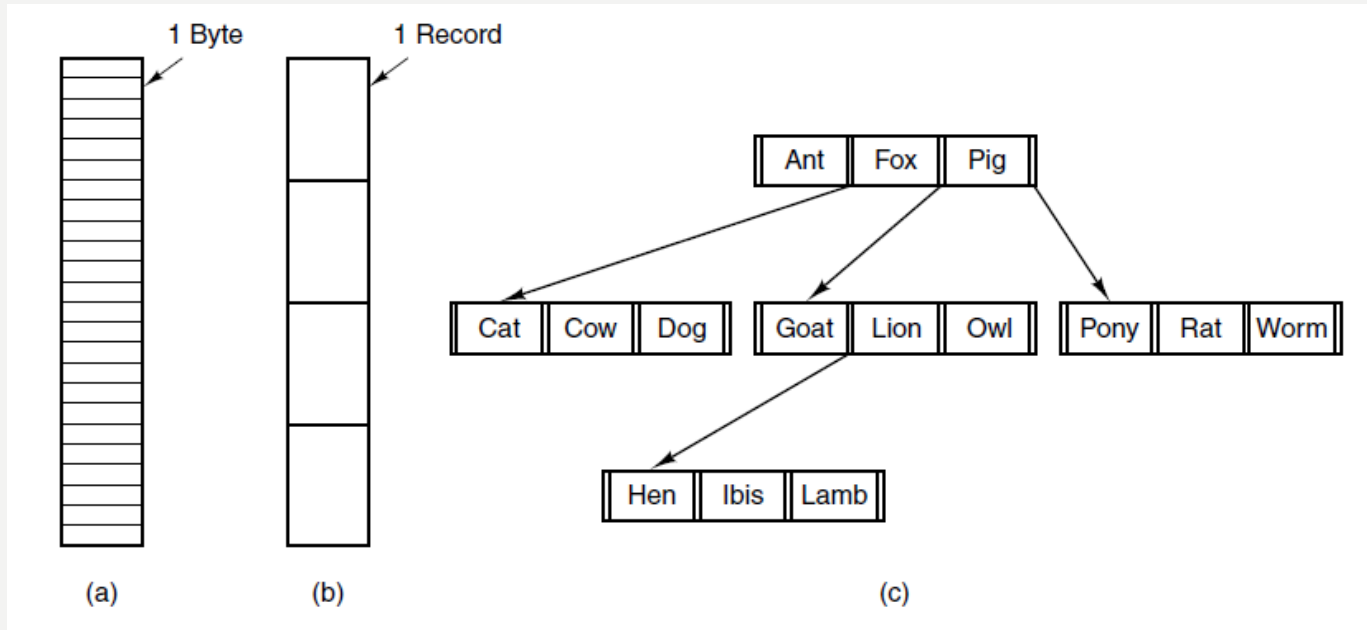 1 Byte
1 Record
Ant Fox Pig
Cat Cow Dog Goat Lion Owl Pony Rat Worm
Hen Ibis Lamb
(a) (b) (c)